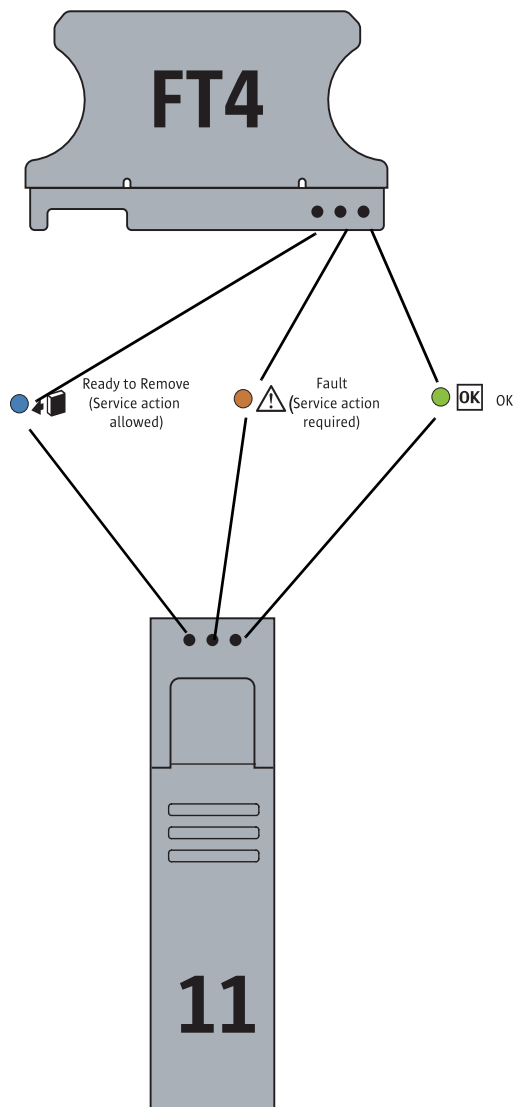 FT4
Ready to Remove
(Service action
allowed)
Fault
(Service action
required)
OK
OK
11